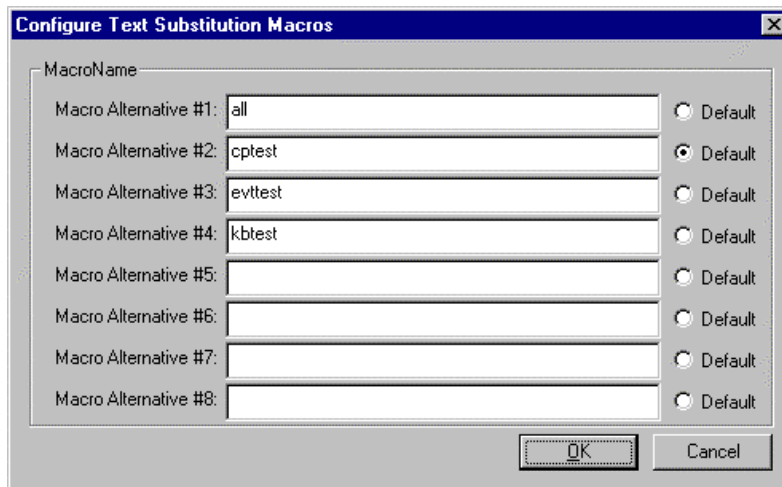 Configure Text Substitution Macros
MacroName
Macro Alternative #1: all Default
Macro Alternative #2: cptest Default
Macro Alternative #3: evttest Default
Macro Alternative #4: kbtest Default
Macro Alternative #5: Default
Macro Alternative #6: Default
Macro Alternative #7: Default
Macro Alternative #8: Default
OK Cancel